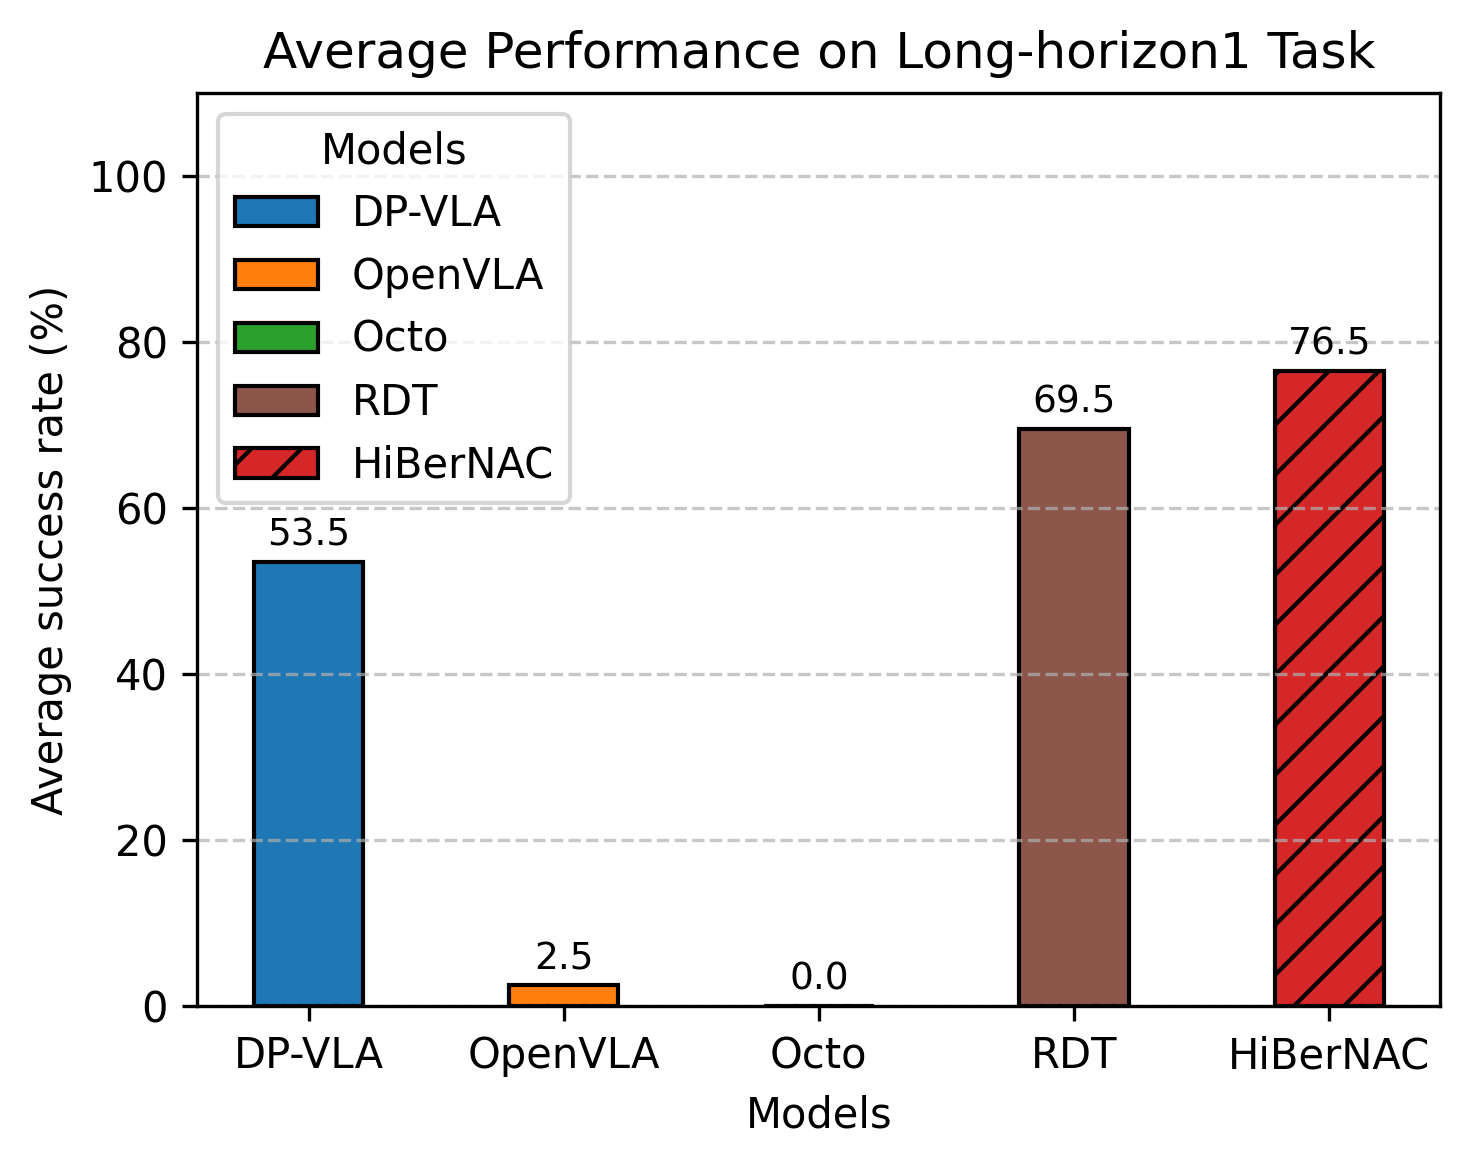 Average Performance on Long-horizon1 Task
Average success rate (%)
100
80
60
40
20
0
Models
DP-VLA
OpenVLA
Octo
RDT
HiBerNAC
53.5
2.5
0.0
69.5
76.5
DP-VLA
OpenVLA
Octo
RDT
HiBerNAC
Models